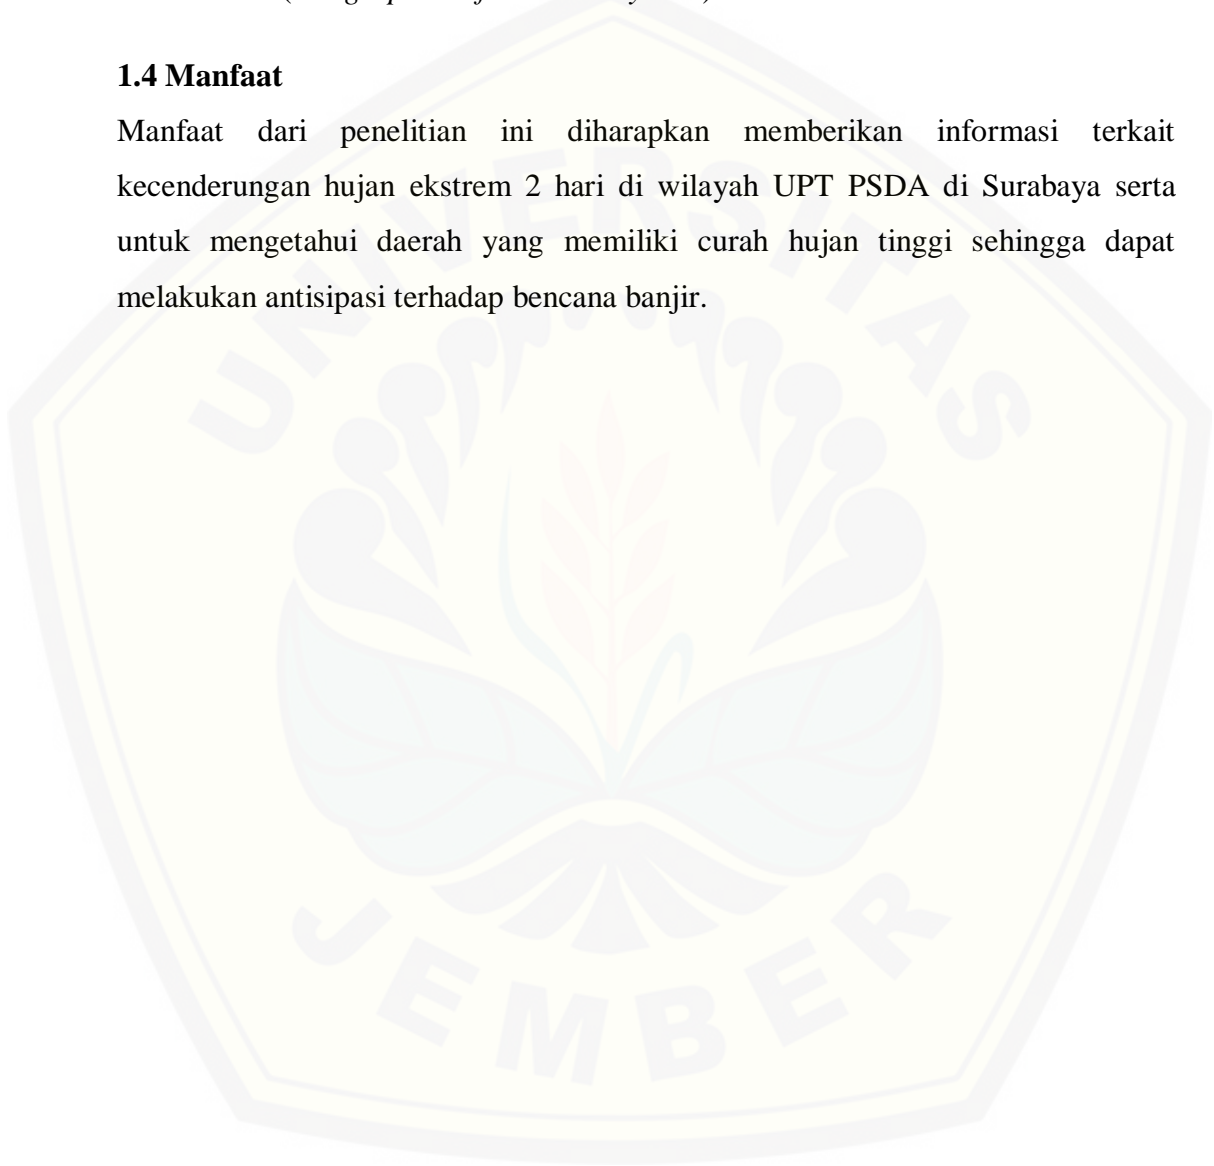 1.4 Manfaat
Manfaat dari penelitian ini diharapkan memberikan informasi terkait
kecenderungan hujan ekstrem 2 hari di wilayah UPT PSDA di Surabaya serta
untuk mengetahui daerah yang memiliki curah hujan tinggi sehingga dapat
melakukan antisipasi terhadap bencana banjir.
UNIVERSITAS
JEMBER